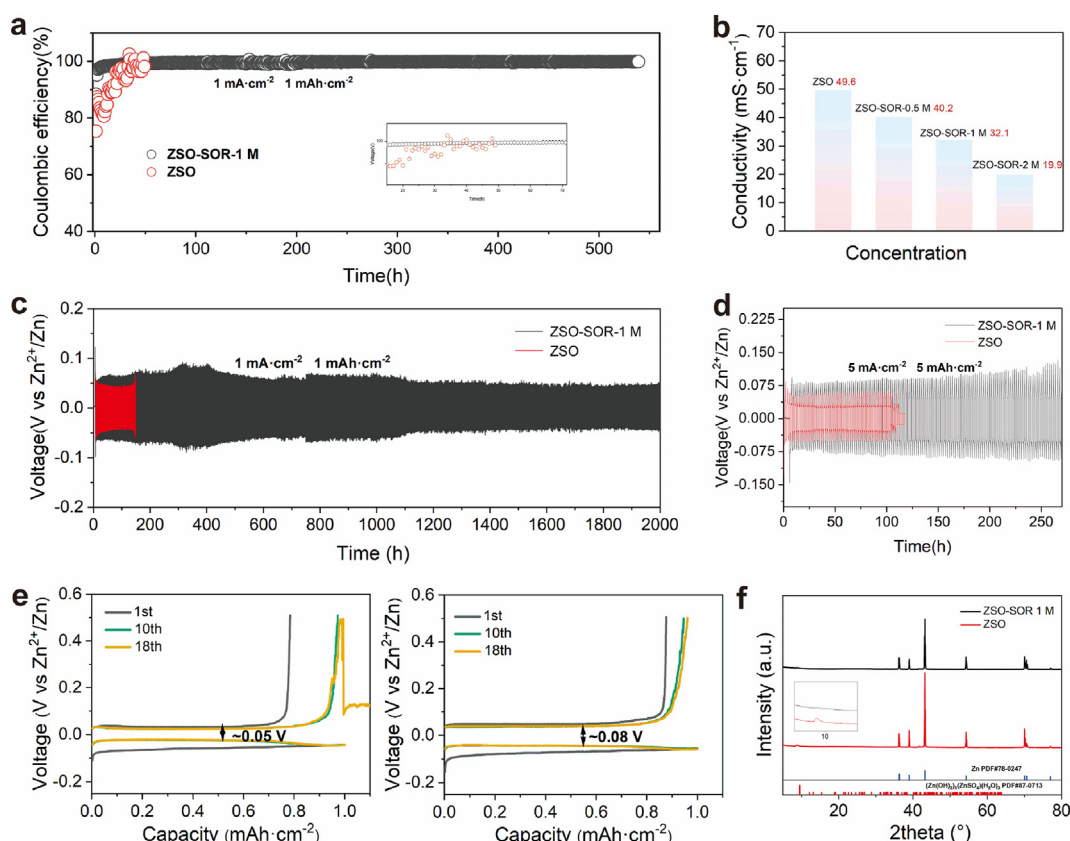 a
Coulombic efficiency(%)
100
80
60
40
1 mA·cm⁻² 1 mAh·cm⁻²
ZSO-SOR-1 M
ZSO
Voltage(V)
100
20 30 40 50 60 70
Time(h)
0 100 200 300 400 500
Time(h)
b
Conductivity (mS·cm⁻¹)
70
60
50
40
30
20
10
0
ZSO 49.6
ZSO-SOR-0.5 M 40.2
ZSO-SOR-1 M 32.1
ZSO-SOR-2 M 19.9
Concentration
c
Voltage(V vs Zn²⁺/Zn)
0.2
0.1
0.0
-0.1
-0.2
ZSO-SOR-1 M
ZSO
1 mA·cm⁻² 1 mAh·cm⁻²
0 200 400 600 800 1000 1200 1400 1600 1800 2000
Time (h)
d
Voltage(V vs Zn²⁺/Zn)
0.225
0.150
0.075
0.000
-0.075
-0.150
ZSO-SOR-1 M
ZSO
5 mA·cm⁻² 5 mAh·cm⁻²
0 50 100 150 200 250
Time(h)
e
Voltage (V vs Zn²⁺/Zn)
0.6
0.4
0.2
0.0
-0.2
1st
10th
18th
~0.05 V
0.0 0.2 0.4 0.6 0.8 1.0
Capacity (mAh·cm⁻²)
Voltage (V vs Zn²⁺/Zn)
0.6
0.4
0.2
0.0
-0.2
1st
10th
18th
~0.08 V
0.0 0.2 0.4 0.6 0.8 1.0
Capacity (mAh·cm⁻²)
f
Intensity (a.u.)
ZSO-SOR 1 M
ZSO
10
Zn PDF#78-0247
(Zn(OH)₂)₃(ZnSO₄)(H₂O)₃ PDF#87-0713
0 20 40 60 80
2theta (°)